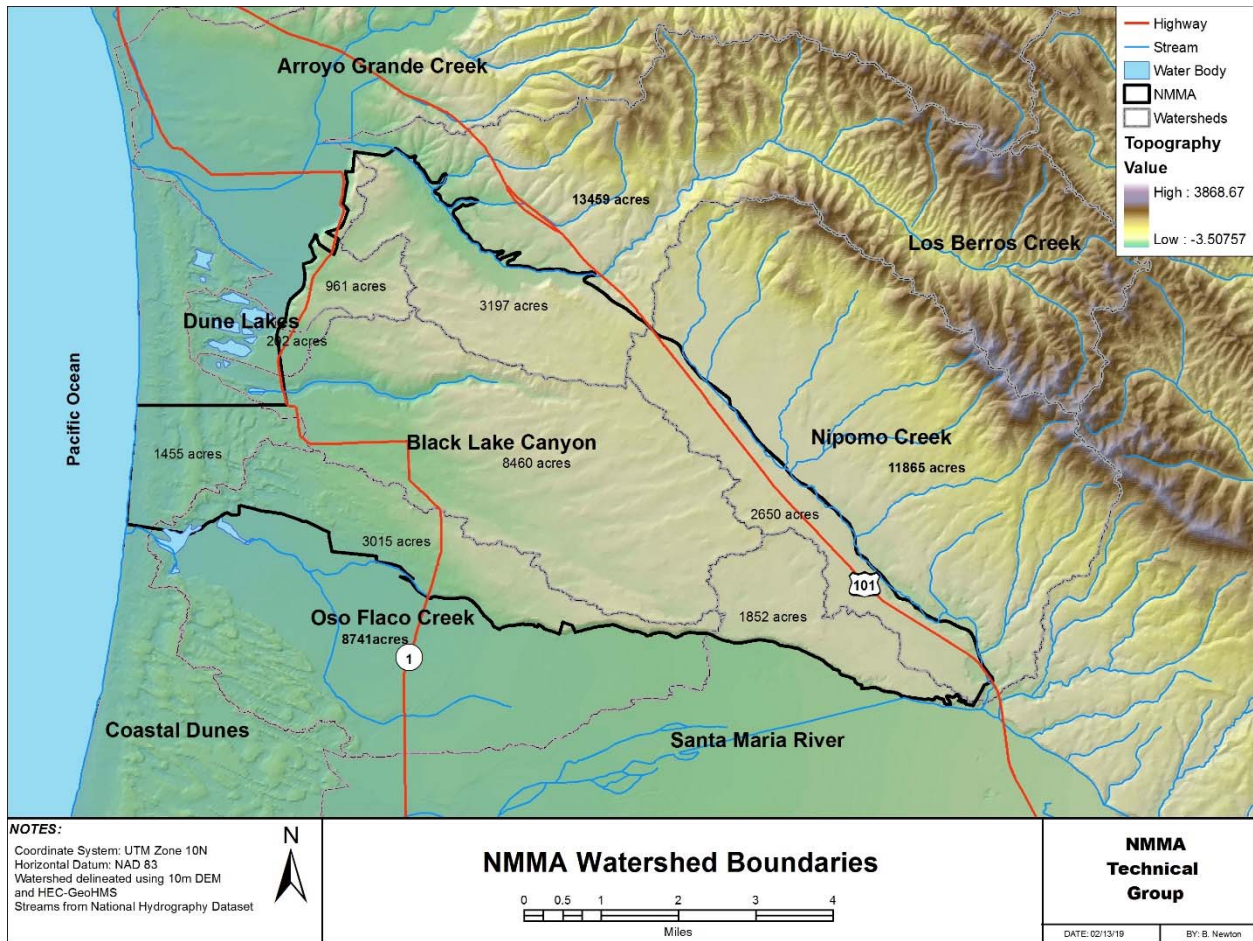 Highway
Stream
Water Body
NMMA
Watersheds
Topography
Value
High : 3868.67
Low : -3.50757
Arroyo Grande Creek
13459 acres
Los Berros Creek
961 acres
3197 acres
Dune Lakes
202 acres
Pacific Ocean
Black Lake Canyon
8460 acres
Nipomo Creek
11865 acres
1455 acres
2650 acres
3015 acres
101
1852 acres
Oso Flaco Creek
8741acres
1
Coastal Dunes
Santa Maria River
NOTES:
Coordinate System: UTM Zone 10N
Horizontal Datum: NAD 83
Watershed delineated using 10m DEM
and HEC-GeoHMS
Streams from National Hydrography Dataset
N
NMMA Watershed Boundaries
0 0.5 1 2 3 4
Miles
NMMA
Technical
Group
DATE: 02/13/19
BY: B. Newton